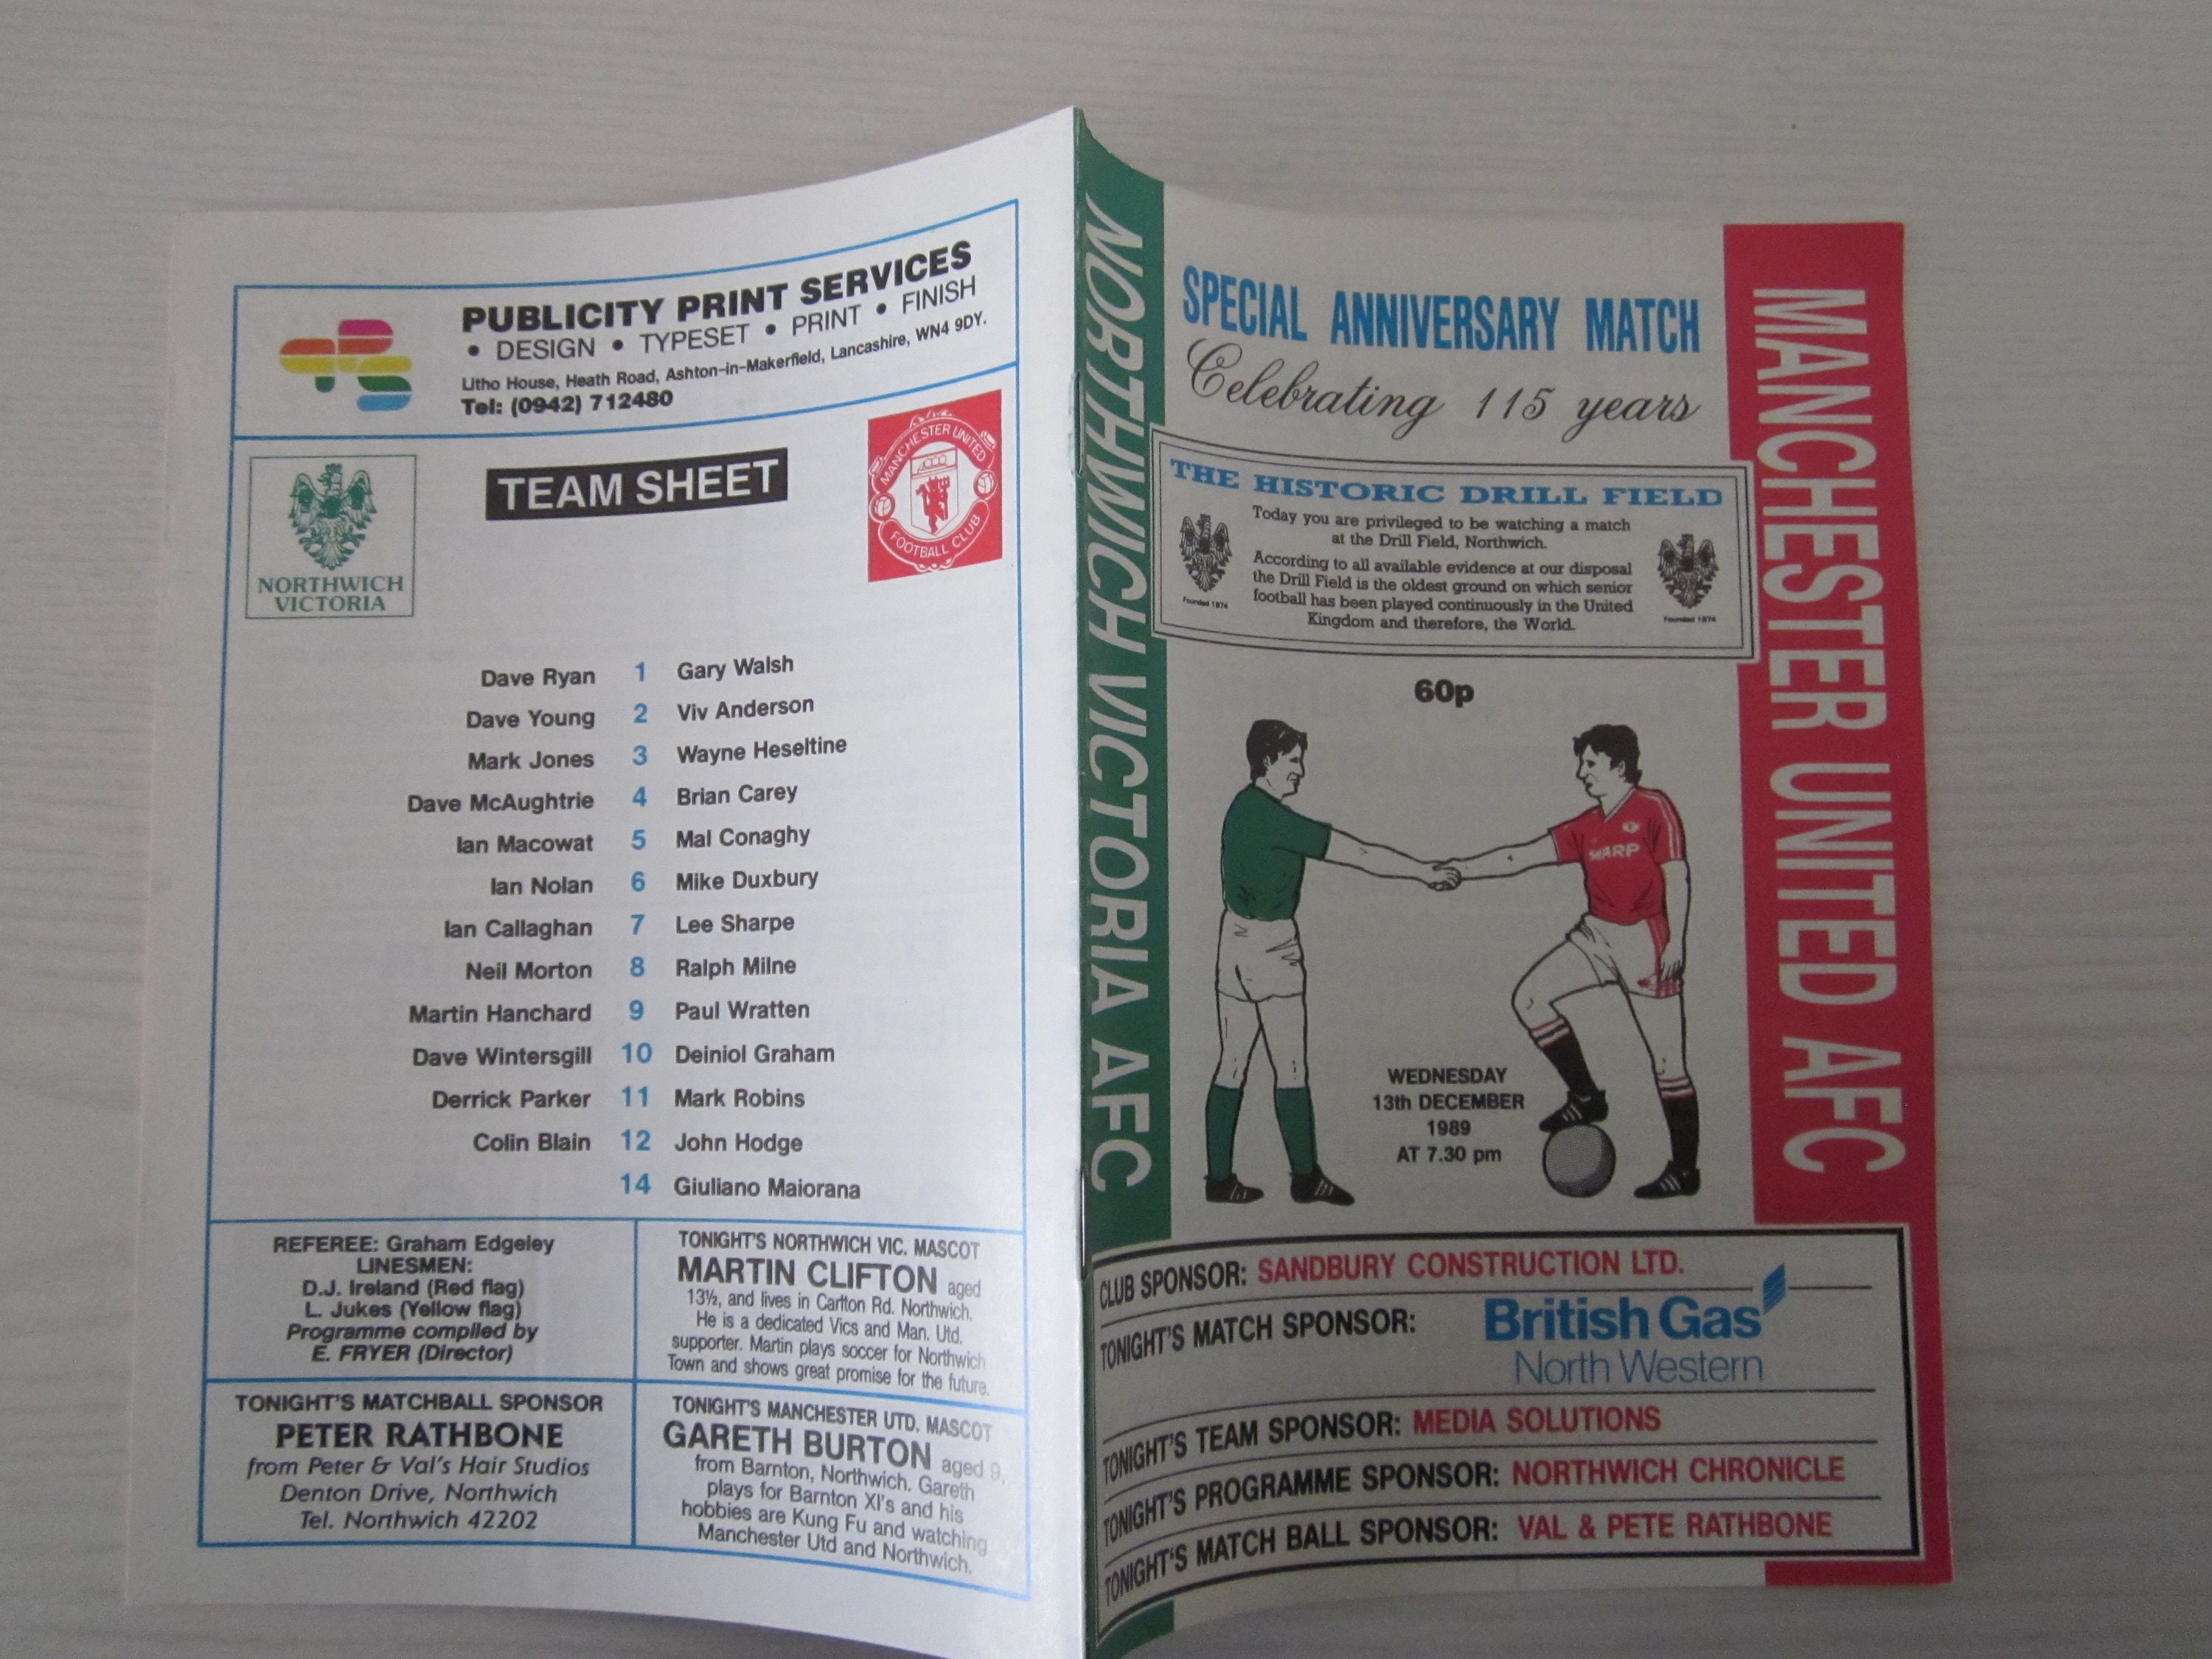 PUBLICITY PRINT SERVICES
• DESIGN • TYPESET • PRINT • FINISH
Litho House, Heath Road, Ashton-in-Makerfield, Lancashire, WN4 9DY.
Tel: (0942) 712480
NORTHWICH
VICTORIA
TEAM SHEET
MANCHESTER UNITED
FOOTBALL CLUB
Dave Ryan 1 Gary Walsh
Dave Young 2 Viv Anderson
Mark Jones 3 Wayne Heseltine
Dave McAughtrie 4 Brian Carey
Ian Macowat 5 Mal Conaghy
Ian Nolan 6 Mike Duxbury
Ian Callaghan 7 Lee Sharpe
Neil Morton 8 Ralph Milne
Martin Hanchard 9 Paul Wratten
Dave Wintersgill 10 Deiniol Graham
Derrick Parker 11 Mark Robins
Colin Blain 12 John Hodge
14 Giuliano Maiorana
REFEREE: Graham Edgeley
LINESMEN:
D.J. Ireland (Red flag)
L. Jukes (Yellow flag)
Programme compiled by
E. FRYER (Director)
TONIGHT'S NORTHWICH VIC. MASCOT
MARTIN CLIFTON aged
13½, and lives in Carlton Rd. Northwich.
He is a dedicated Vics and Man. Utd.
supporter. Martin plays soccer for Northwich
Town and shows great promise for the future.
TONIGHT'S MATCHBALL SPONSOR
PETER RATHBONE
from Peter & Val's Hair Studios
Denton Drive, Northwich
Tel. Northwich 42202
TONIGHT'S MANCHESTER UTD. MASCOT
GARETH BURTON aged 9,
from Barnton, Northwich. Gareth
plays for Barnton XI's and his
hobbies are Kung Fu and watching
Manchester Utd and Northwich.
NORTHWICH VICTORIA AFC
SPECIAL ANNIVERSARY MATCH
Celebrating 115 years
THE HISTORIC DRILL FIELD
Today you are privileged to be watching a match
at the Drill Field, Northwich.
According to all available evidence at our disposal
the Drill Field is the oldest ground on which senior
football has been played continuously in the United
Kingdom and therefore, the World.
Founded 1874
Founded 1874
60p
SHARP
WEDNESDAY
13th DECEMBER
1989
AT 7.30 pm
MANCHESTER UNITED AFC
CLUB SPONSOR: SANDBURY CONSTRUCTION LTD.
TONIGHT'S MATCH SPONSOR: British Gas
North Western
TONIGHT'S TEAM SPONSOR: MEDIA SOLUTIONS
TONIGHT'S PROGRAMME SPONSOR: NORTHWICH CHRONICLE
TONIGHT'S MATCH BALL SPONSOR: VAL & PETE RATHBONE